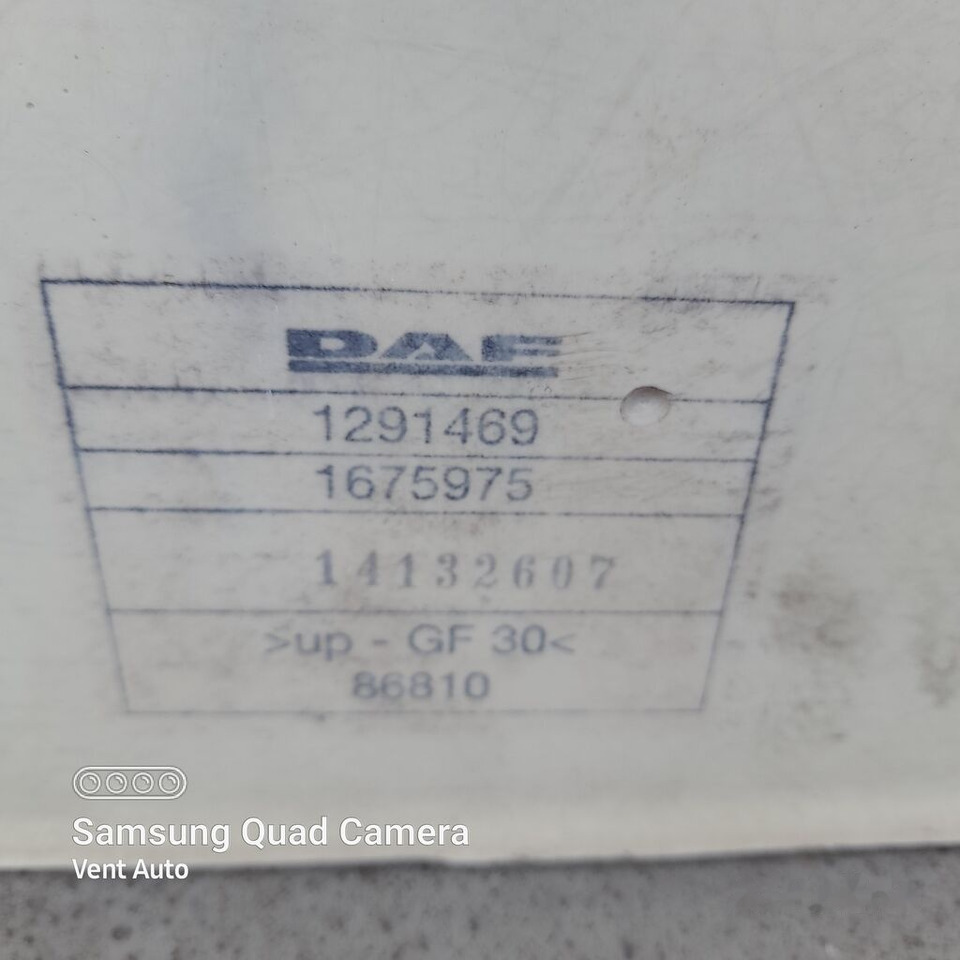 DAF
1291469
1675975
14132607
>up - GF 30<
86810
Samsung Quad Camera
Vent Auto